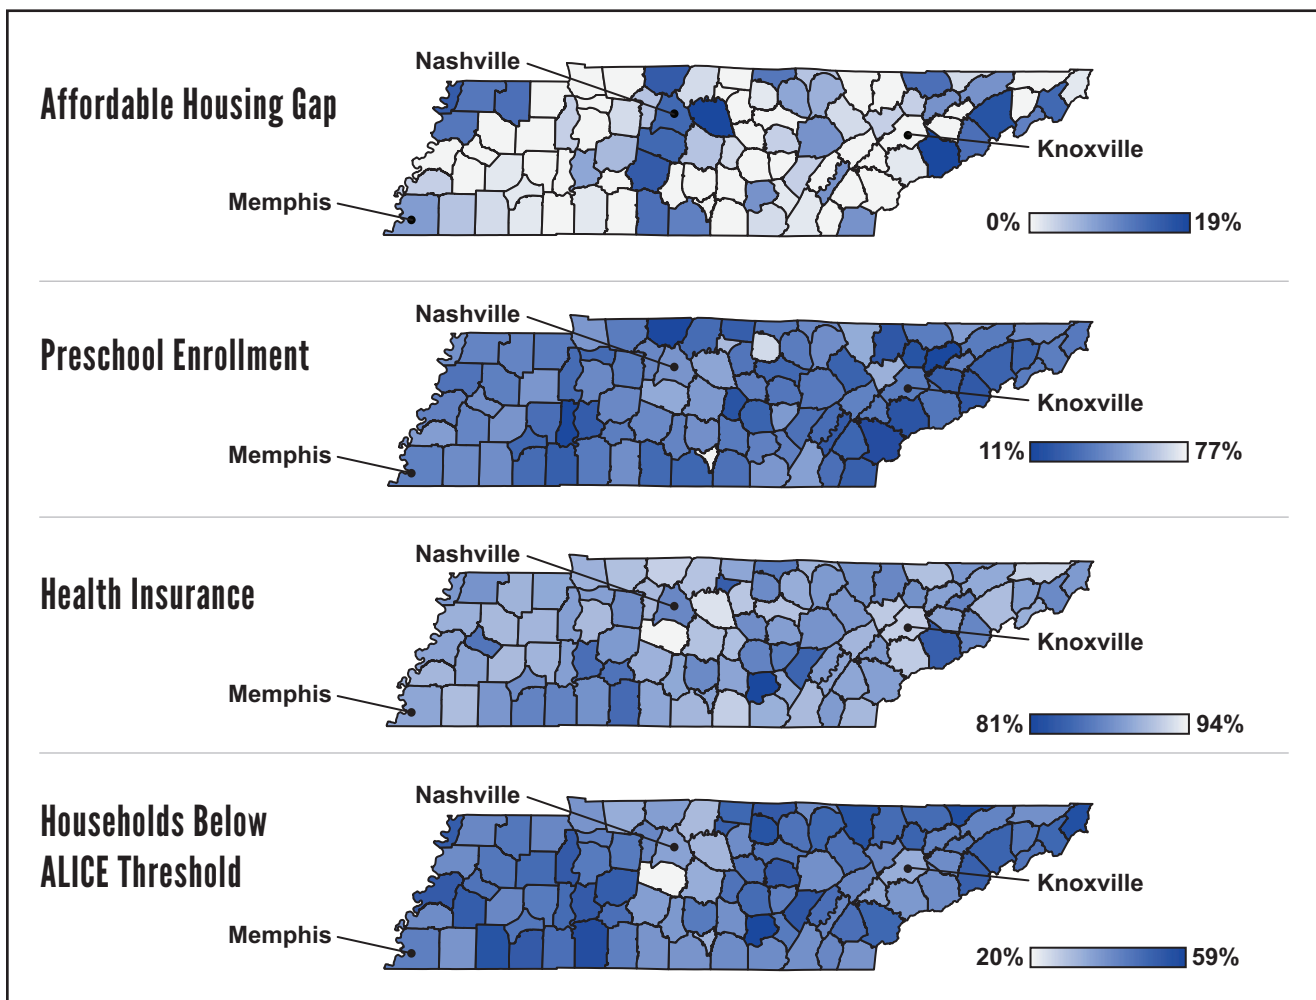 Affordable Housing Gap
Nashville
Knoxville
Memphis
0%
19%
Preschool Enrollment
Nashville
Knoxville
Memphis
11%
77%
Health Insurance
Nashville
Knoxville
Memphis
81%
94%
Households Below
ALICE Threshold
Nashville
Knoxville
Memphis
20%
59%